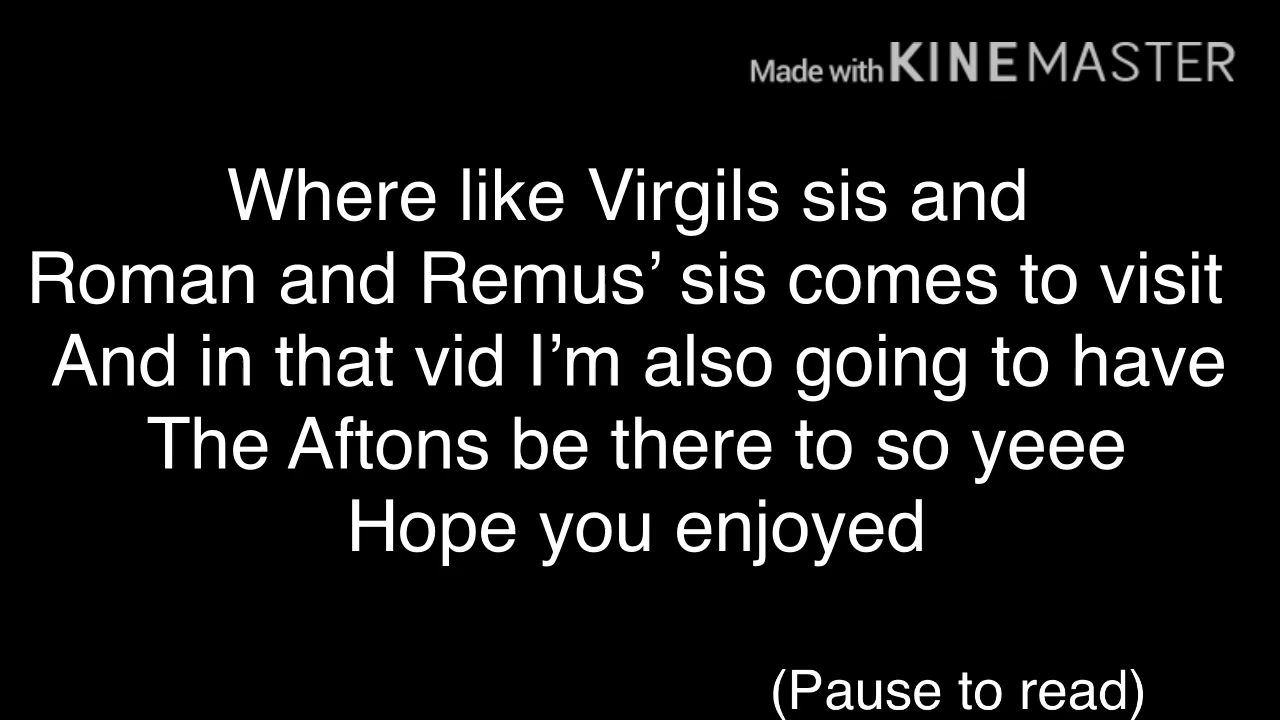 Made with KINEMASTER
Where like Virgils sis and
Roman and Remus’ sis comes to visit
And in that vid I’m also going to have
The Aftons be there to so yeee
Hope you enjoyed
(Pause to read)